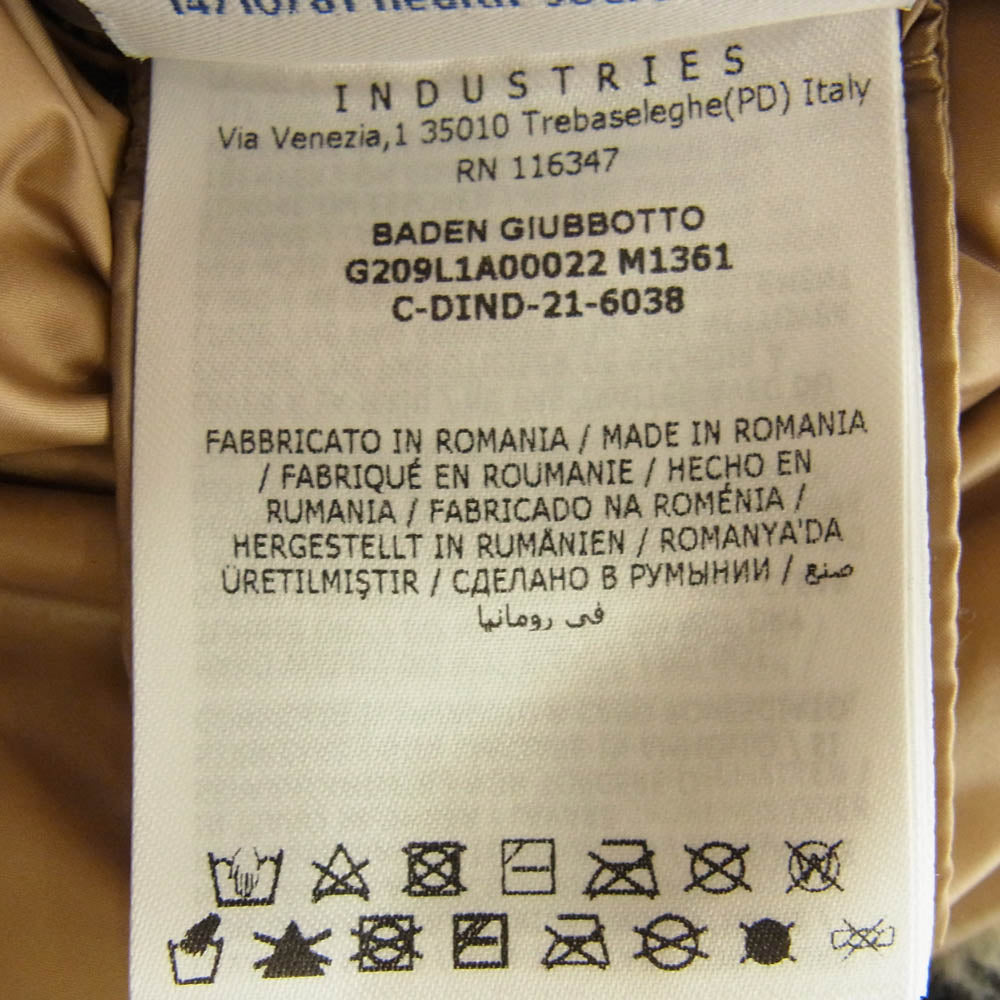 INDUSTRIES
Via Venezia,1 35010 Trebaseleghe(PD) Italy
RN 116347
BADEN GIUBBOTTO
G209L1A00022 M1361
C-DIND-21-6038
FABBRICATO IN ROMANIA / MADE IN ROMANIA
/ FABRIQUÉ EN ROUMANIE / HECHO EN
RUMANIA / FABRICADO NA ROMÉNIA /
HERGESTELLT IN RUMÄNIEN / ROMANYA'DA
ÜRETILMIŞTIR / СДЕЛАНО В РУМЫНИИ / صنع
في رومانيا